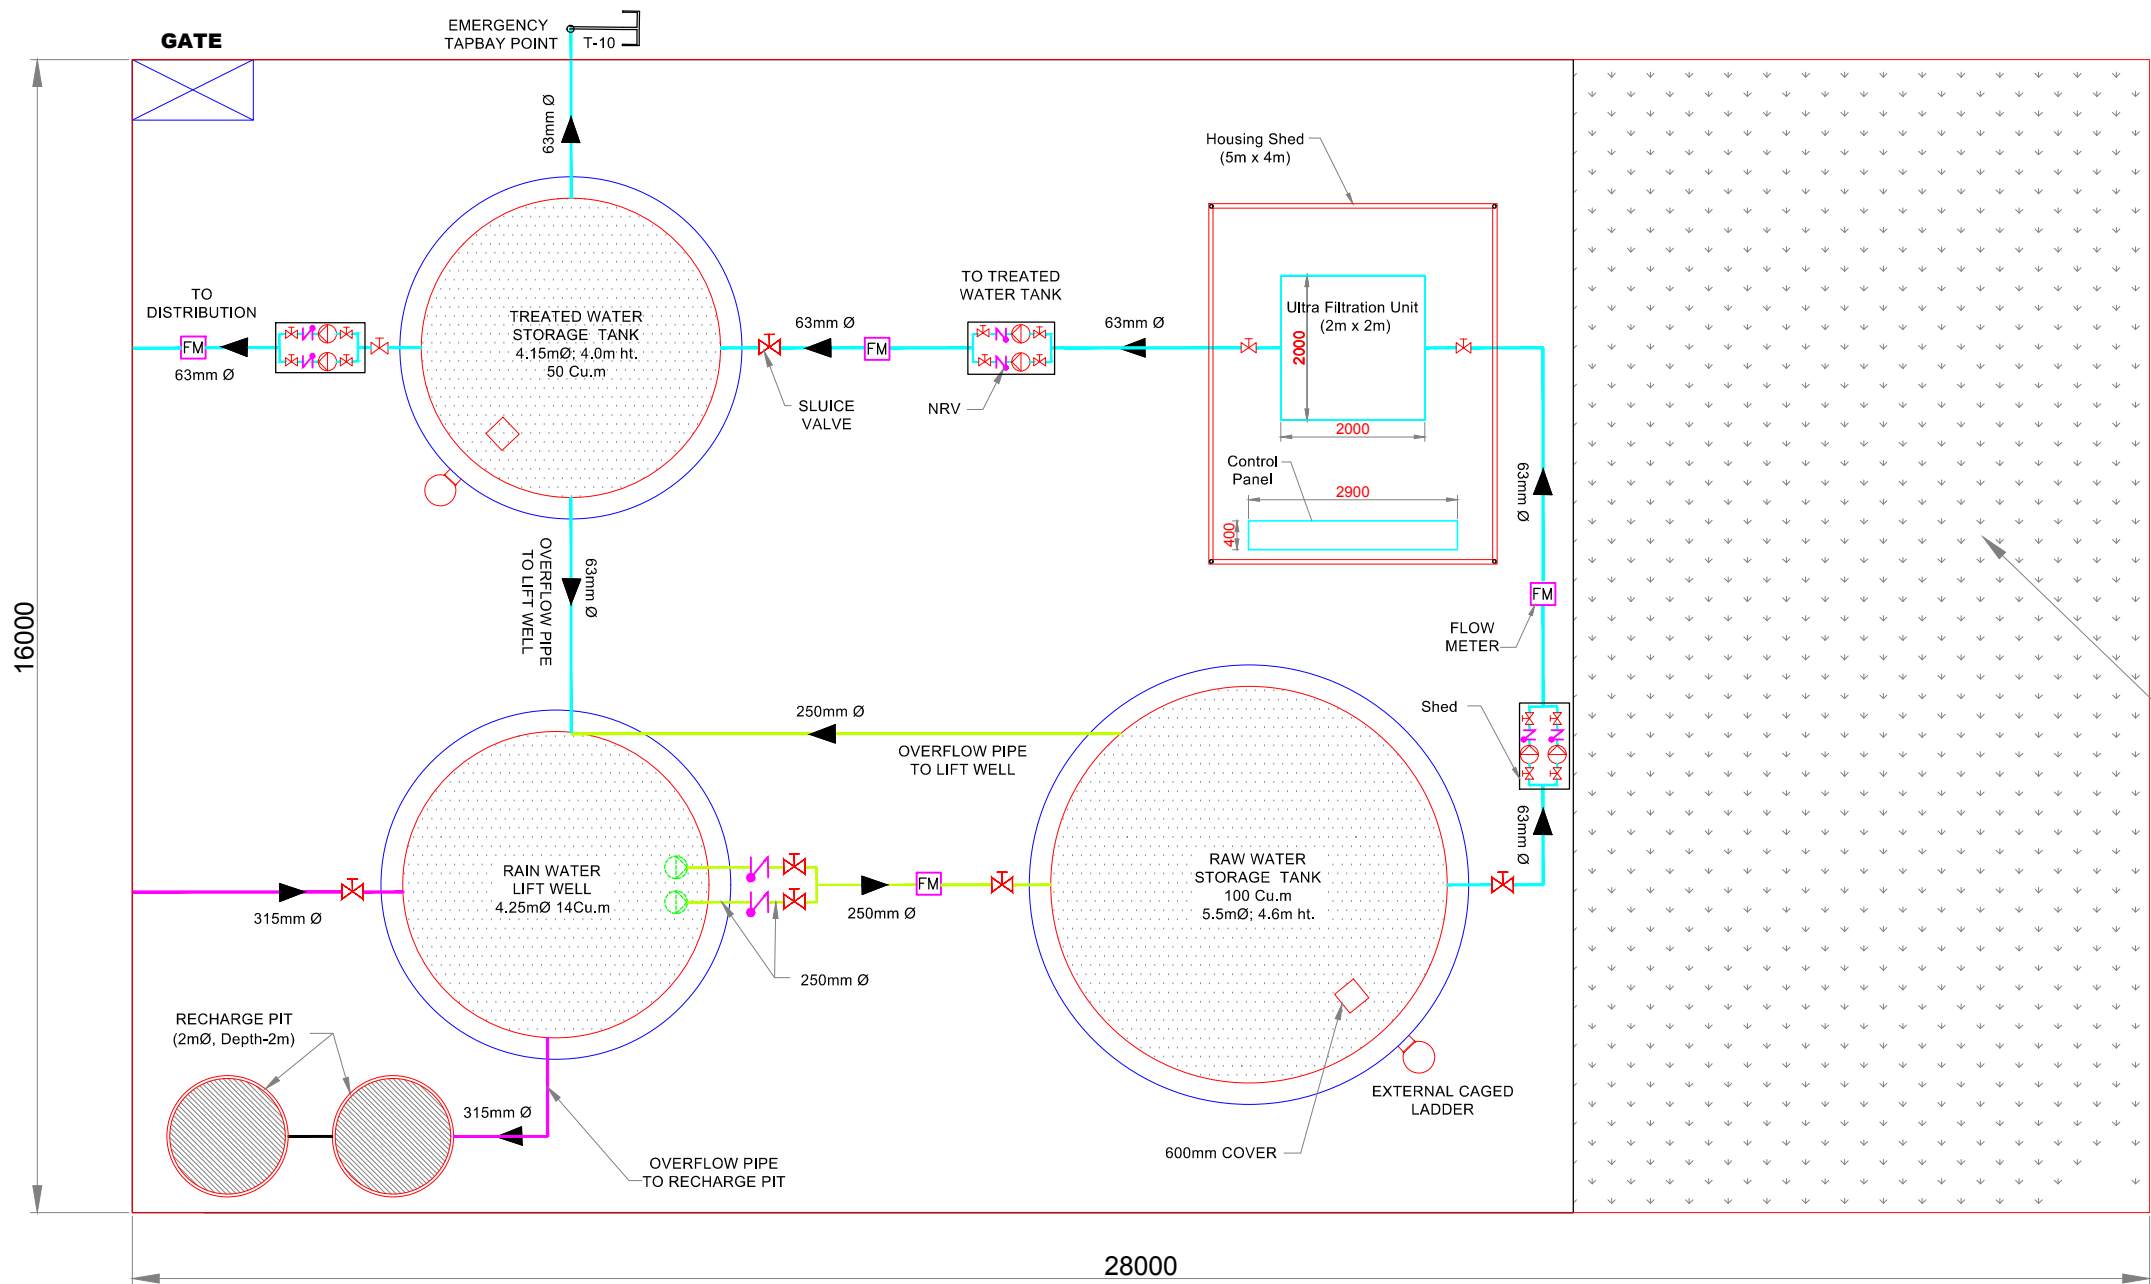 GATE
EMERGENCY
TAPBAY POINT
T-10
63mm Ø
Housing Shed
(5m x 4m)
TO
DISTRIBUTION
FM
63mm Ø
TREATED WATER
STORAGE TANK
4.15mØ; 4.0m ht.
50 Cu.m
63mm Ø
FM
SLUICE
VALVE
TO TREATED
WATER TANK
NRV
63mm Ø
Ultra Filtration Unit
(2m x 2m)
2000
2000
Control
Panel
2900
400
63mm Ø
FM
FLOW
METER
Shed
63mm Ø
OVERFLOW PIPE
TO LIFT WELL
63mm Ø
16000
250mm Ø
OVERFLOW PIPE
TO LIFT WELL
RAIN WATER
LIFT WELL
4.25mØ 14Cu.m
315mm Ø
FM
250mm Ø
250mm Ø
RAW WATER
STORAGE TANK
100 Cu.m
5.5mØ; 4.6m ht.
RECHARGE PIT
(2mØ, Depth-2m)
315mm Ø
OVERFLOW PIPE
TO RECHARGE PIT
EXTERNAL CAGED
LADDER
600mm COVER
28000